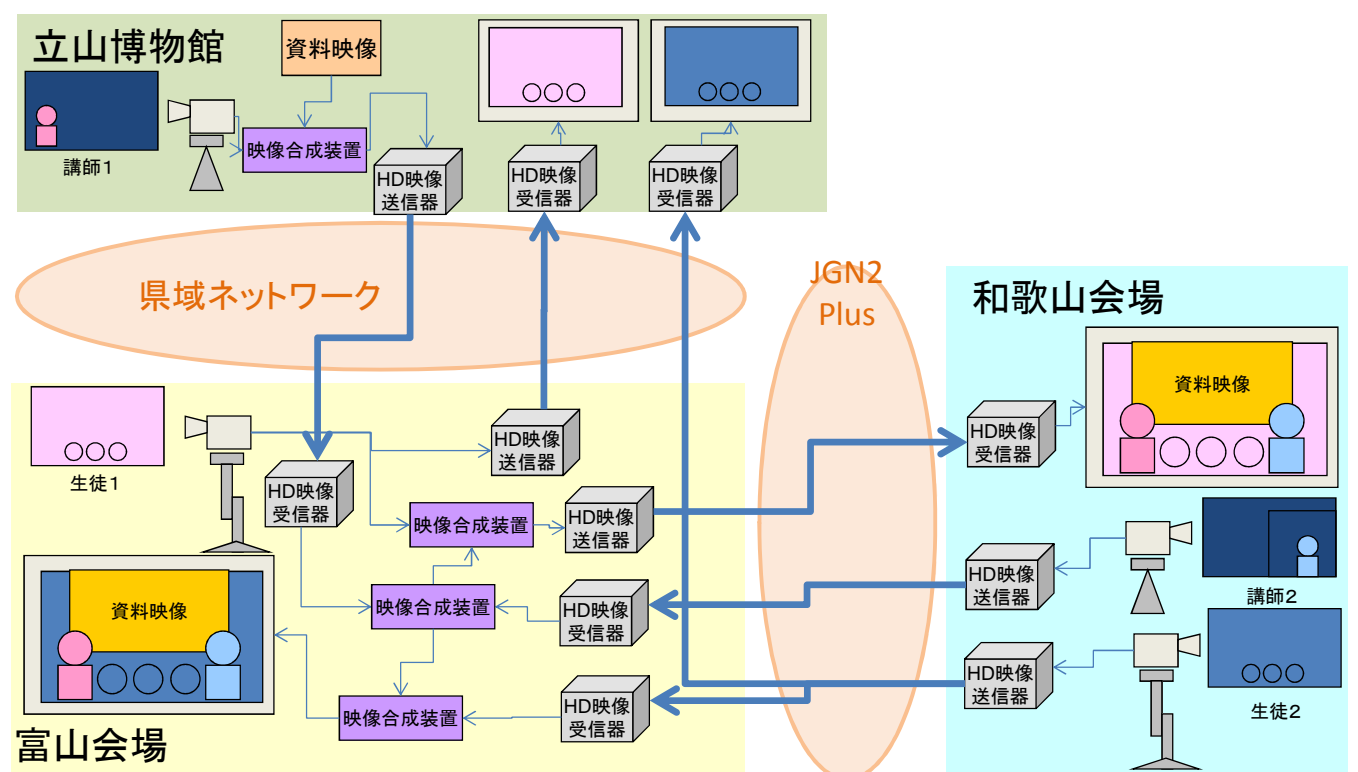 立山博物館
資料映像
講師1
映像合成装置
HD映像
送信器
HD映像
受信器
HD映像
受信器
県域ネットワーク
JGN2
Plus
和歌山会場
資料映像
HD映像
受信器
生徒1
HD映像
送信器
HD映像
受信器
映像合成装置
HD映像
送信器
HD映像
送信器
講師2
資料映像
映像合成装置
HD映像
受信器
HD映像
送信器
生徒2
映像合成装置
HD映像
受信器
富山会場